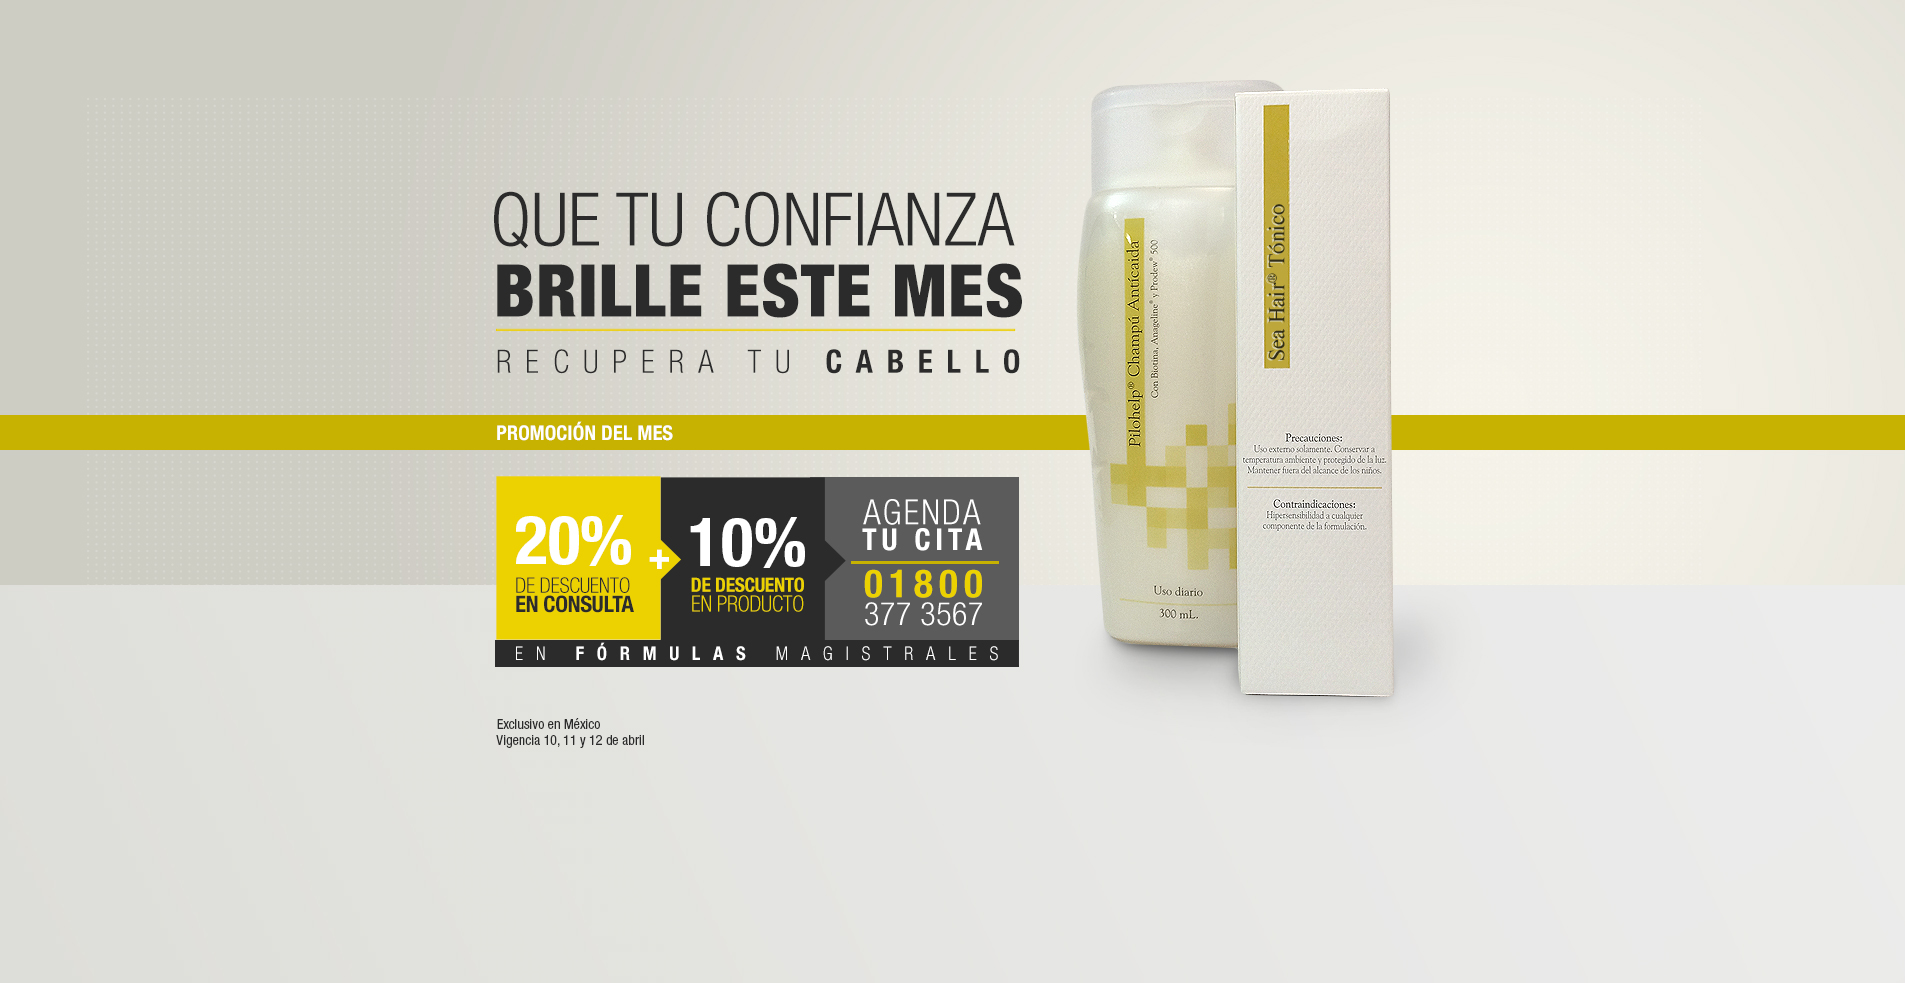 QUE TU CONFIANZA
BRILLE ESTE MES
RECUPERA TU CABELLO
PROMOCIÓN DEL MES
20%
DE DESCUENTO
EN CONSULTA
+
10%
DE DESCUENTO
EN PRODUCTO
AGENDA
TU CITA
01800
377 3567
EN FÓRMULAS MAGISTRALES
Exclusivo en México
Vigencia 10, 11 y 12 de abril
Pilohelp® Champú Antícaida
Con Biotina, Anageline® y Prodew® 500
Uso diario
300 mL.
Sea Hair® Tónico
Precauciones:
Uso externo solamente. Conservar a
temperatura ambiente y protegido de la luz.
Mantener fuera del alcance de los niños.
Contraindicaciones:
Hipersensibilidad a cualquier
componente de la formulación.